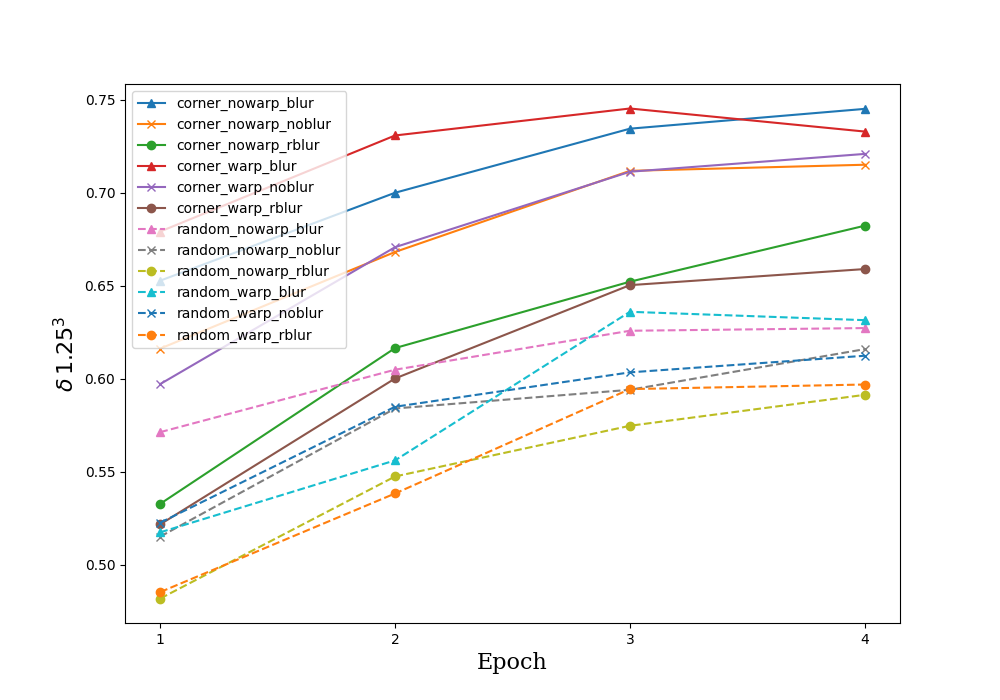 0.75
0.70
0.65
0.60
0.55
0.50
δ 1.25³
corner_nowarp_blur
corner_nowarp_noblur
corner_nowarp_rblur
corner_warp_blur
corner_warp_noblur
corner_warp_rblur
random_nowarp_blur
random_nowarp_noblur
random_nowarp_rblur
random_warp_blur
random_warp_noblur
random_warp_rblur
1 2 3 4
Epoch